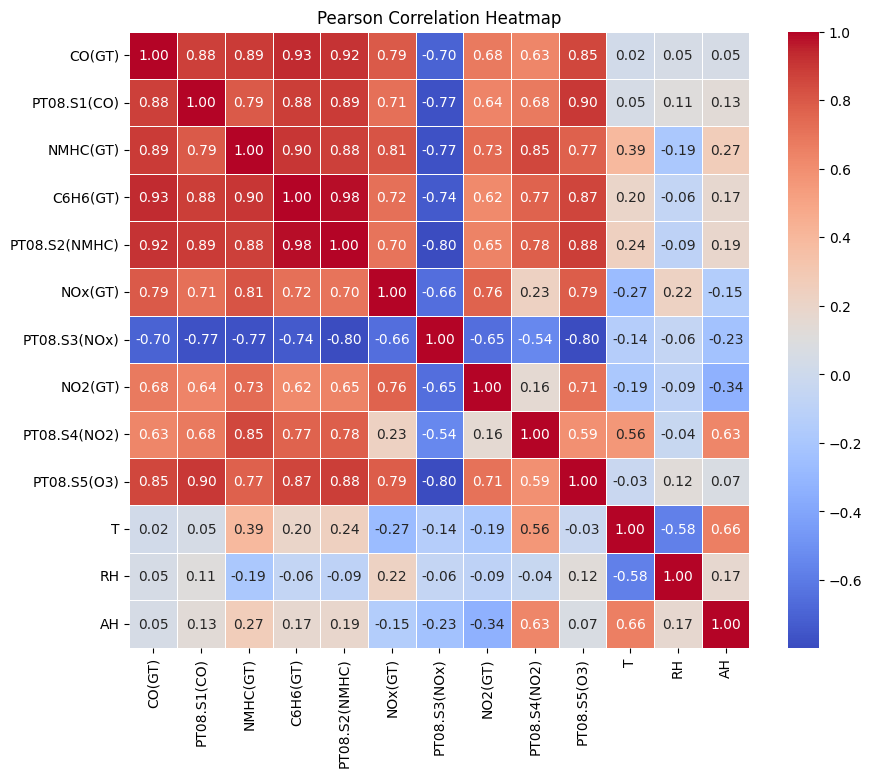 Pearson Correlation Heatmap
CO(GT) 1.00 0.88 0.89 0.93 0.92 0.79 -0.70 0.68 0.63 0.85 0.02 0.05 0.05
PT08.S1(CO) 0.88 1.00 0.79 0.88 0.89 0.71 -0.77 0.64 0.68 0.90 0.05 0.11 0.13
NMHC(GT) 0.89 0.79 1.00 0.90 0.88 0.81 -0.77 0.73 0.85 0.77 0.39 -0.19 0.27
C6H6(GT) 0.93 0.88 0.90 1.00 0.98 0.72 -0.74 0.62 0.77 0.87 0.20 -0.06 0.17
PT08.S2(NMHC) 0.92 0.89 0.88 0.98 1.00 0.70 -0.80 0.65 0.78 0.88 0.24 -0.09 0.19
NOx(GT) 0.79 0.71 0.81 0.72 0.70 1.00 -0.66 0.76 0.23 0.79 -0.27 0.22 -0.15
PT08.S3(NOx) -0.70 -0.77 -0.77 -0.74 -0.80 -0.66 1.00 -0.65 -0.54 -0.80 -0.14 -0.06 -0.23
NO2(GT) 0.68 0.64 0.73 0.62 0.65 0.76 -0.65 1.00 0.16 0.71 -0.19 -0.09 -0.34
PT08.S4(NO2) 0.63 0.68 0.85 0.77 0.78 0.23 -0.54 0.16 1.00 0.59 0.56 -0.04 0.63
PT08.S5(O3) 0.85 0.90 0.77 0.87 0.88 0.79 -0.80 0.71 0.59 1.00 -0.03 0.12 0.07
T 0.02 0.05 0.39 0.20 0.24 -0.27 -0.14 -0.19 0.56 -0.03 1.00 -0.58 0.66
RH 0.05 0.11 -0.19 -0.06 -0.09 0.22 -0.06 -0.09 -0.04 0.12 -0.58 1.00 0.17
AH 0.05 0.13 0.27 0.17 0.19 -0.15 -0.23 -0.34 0.63 0.07 0.66 0.17 1.00
CO(GT) PT08.S1(CO) NMHC(GT) C6H6(GT) PT08.S2(NMHC) NOx(GT) PT08.S3(NOx) NO2(GT) PT08.S4(NO2) PT08.S5(O3) T RH AH
1.0
0.8
0.6
0.4
0.2
0.0
−0.2
−0.4
−0.6